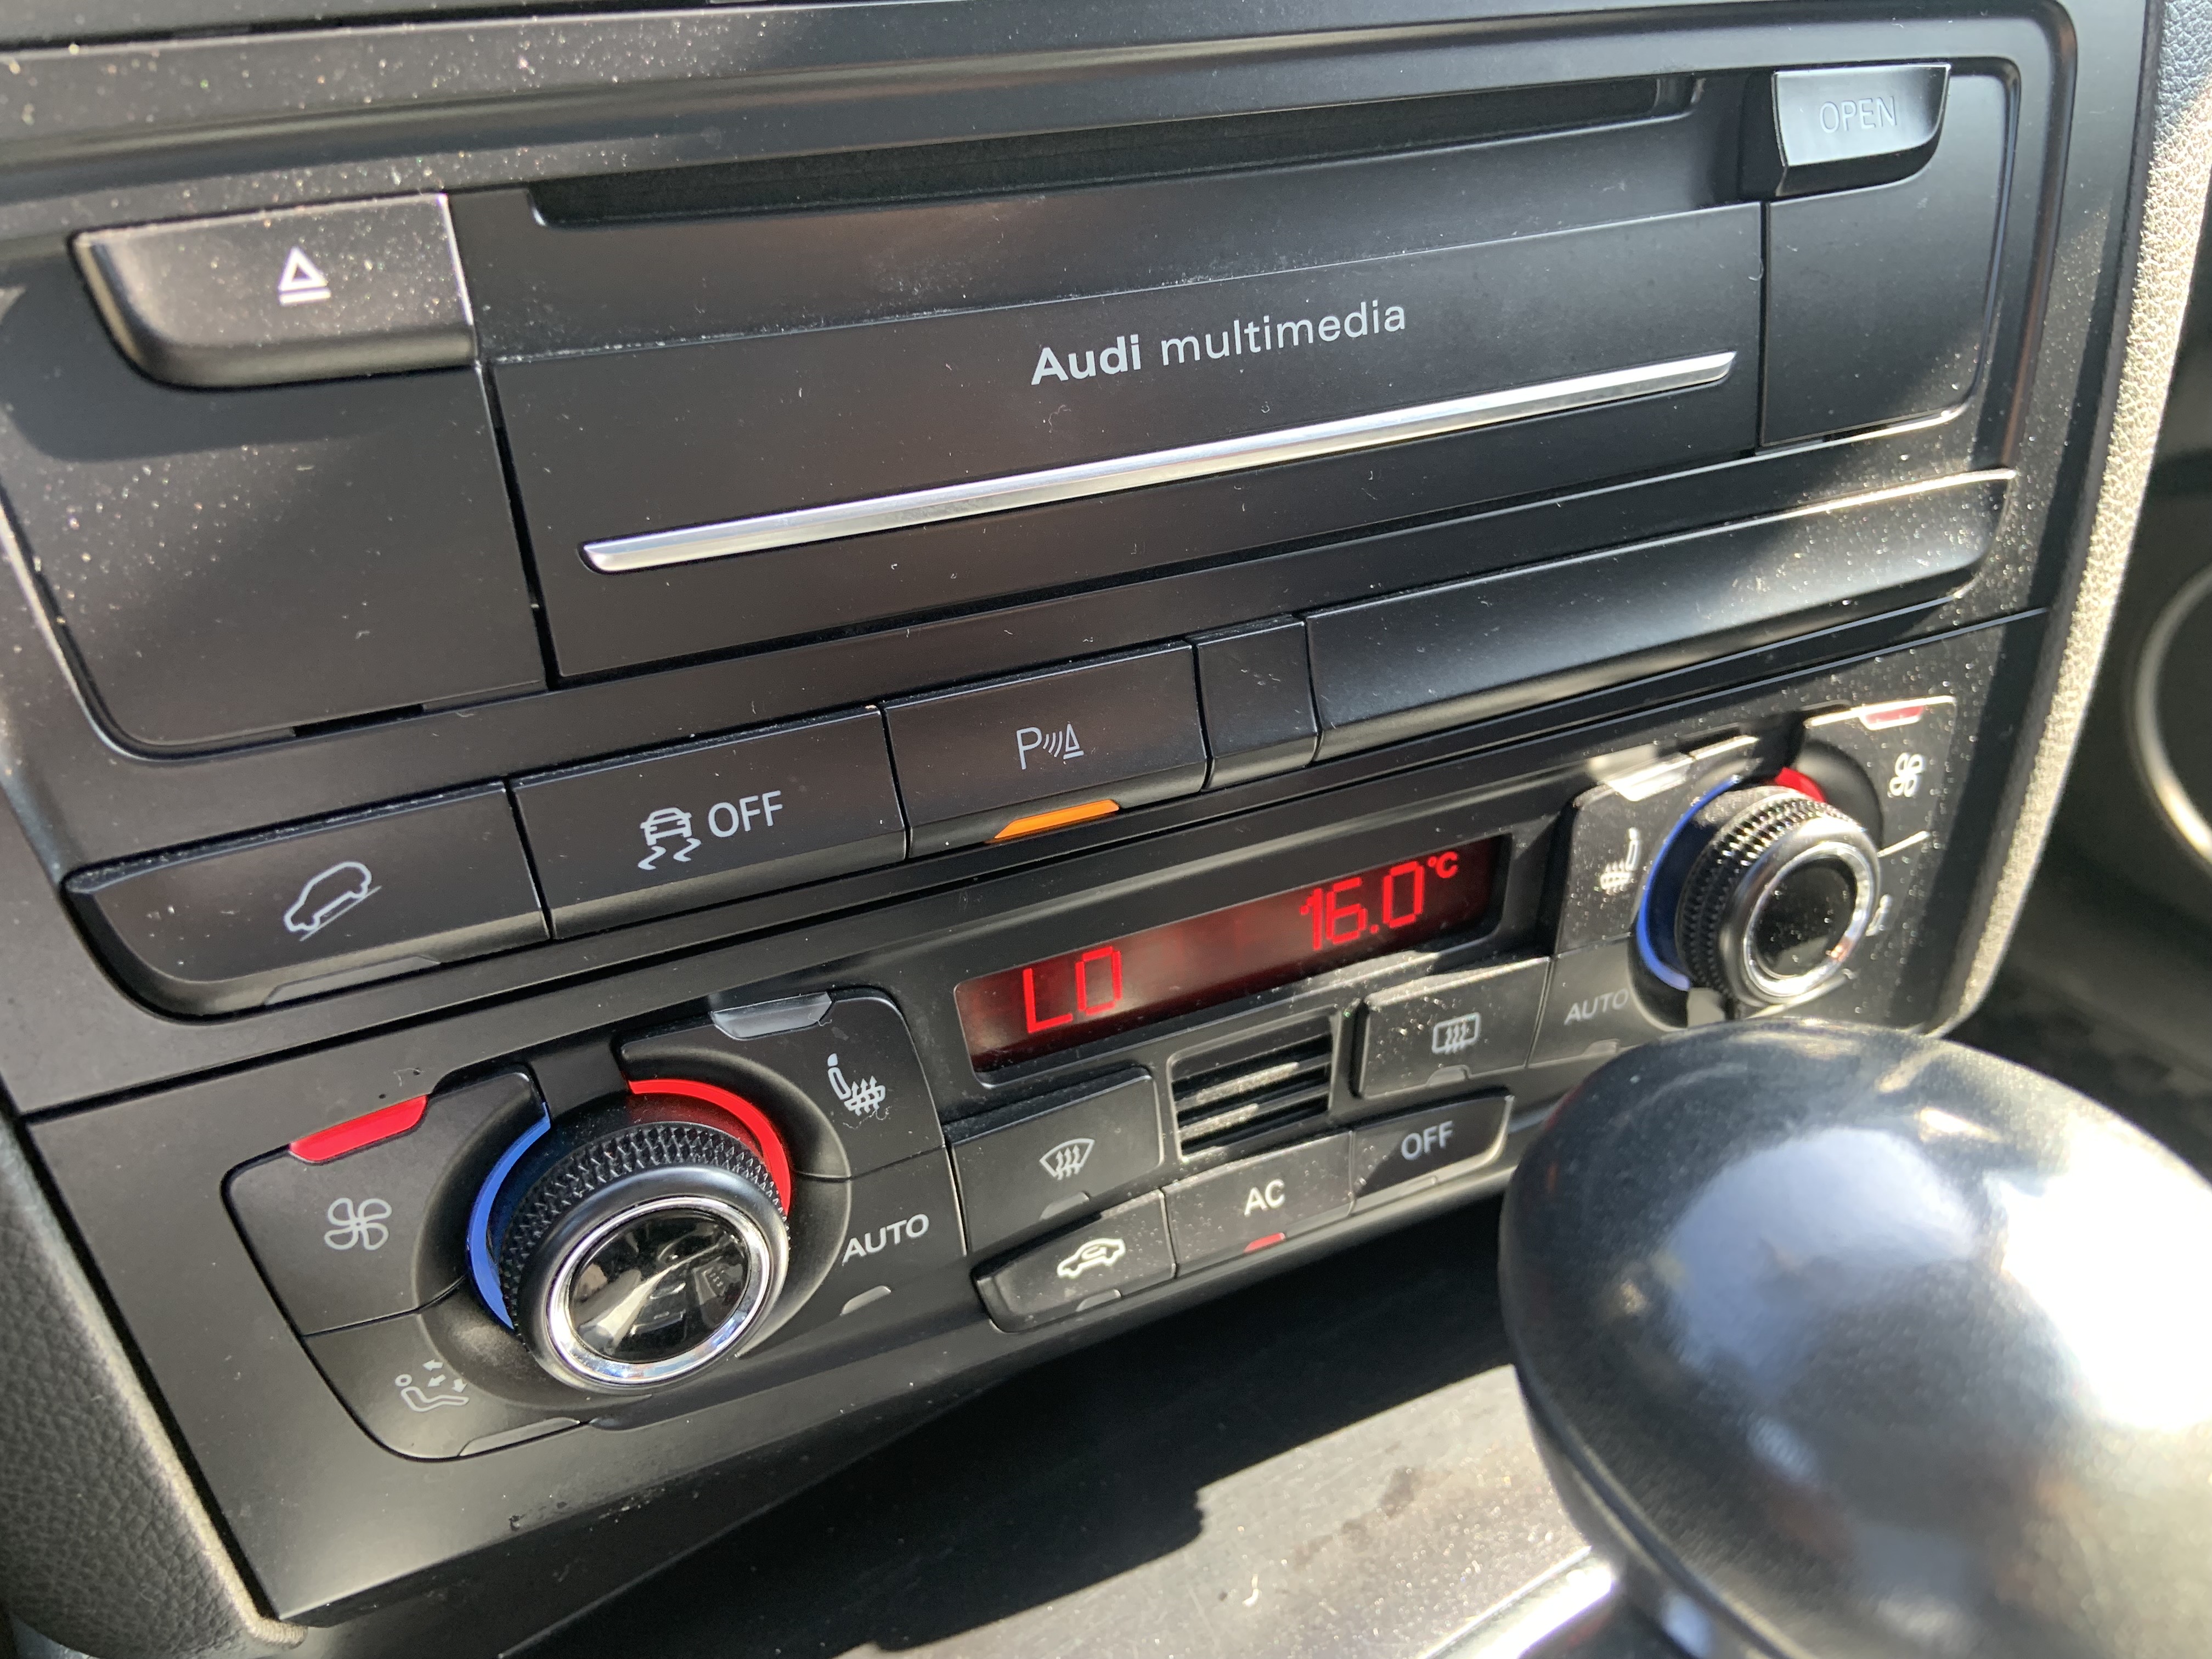 OPEN
Audi multimedia
OFF
P
LO 16.0°C
AUTO
AUTO
OFF
AC